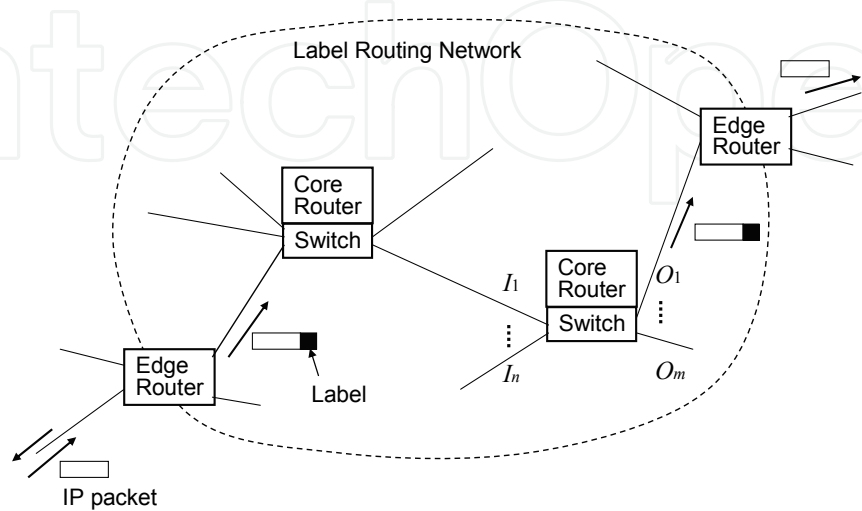 Label Routing Network
Edge
Router
Core
Router
Switch
I1
In
Core
Router
Switch
O1
Om
Edge
Router
Label
IP packet